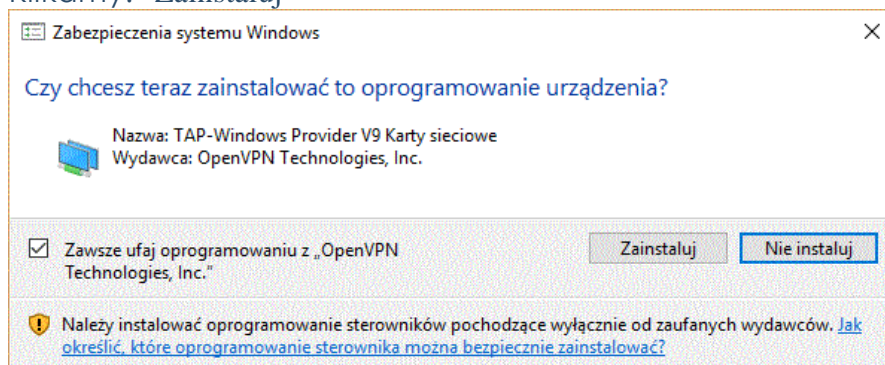 Klikamy: "Zainstaluj"
Zabezpieczenia systemu Windows
Czy chcesz teraz zainstalować to oprogramowanie urządzenia?
Nazwa: TAP-Windows Provider V9 Karty sieciowe
Wydawca: OpenVPN Technologies, Inc.
Zawsze ufaj oprogramowaniu z „OpenVPN
Technologies, Inc.”
Zainstaluj
Nie instaluj
Należy instalować oprogramowanie sterowników pochodzące wyłącznie od zaufanych wydawców. Jak
określić, które oprogramowanie sterownika można bezpiecznie zainstalować?